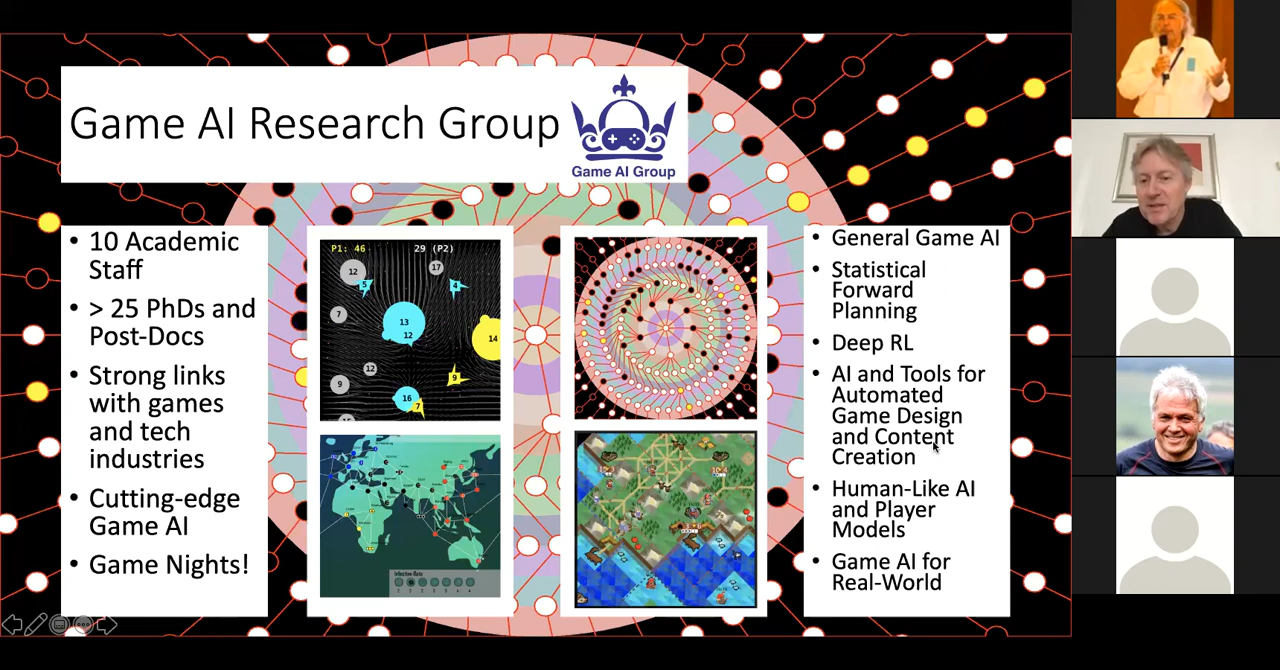 Game AI Research Group
Game AI Group
• 10 Academic
Staff
• > 25 PhDs and
Post-Docs
• Strong links
with games
and tech
industries
• Cutting-edge
Game AI
• Game Nights!
P1: 46 29 (P2)
12
17
5
4
7
13
12
14
12
9
9
16
7
Infection Rate
• General Game AI
• Statistical
Forward
Planning
• Deep RL
• AI and Tools for
Automated
Game Design
and Content
Creation
• Human-Like AI
and Player
Models
• Game AI for
Real-World